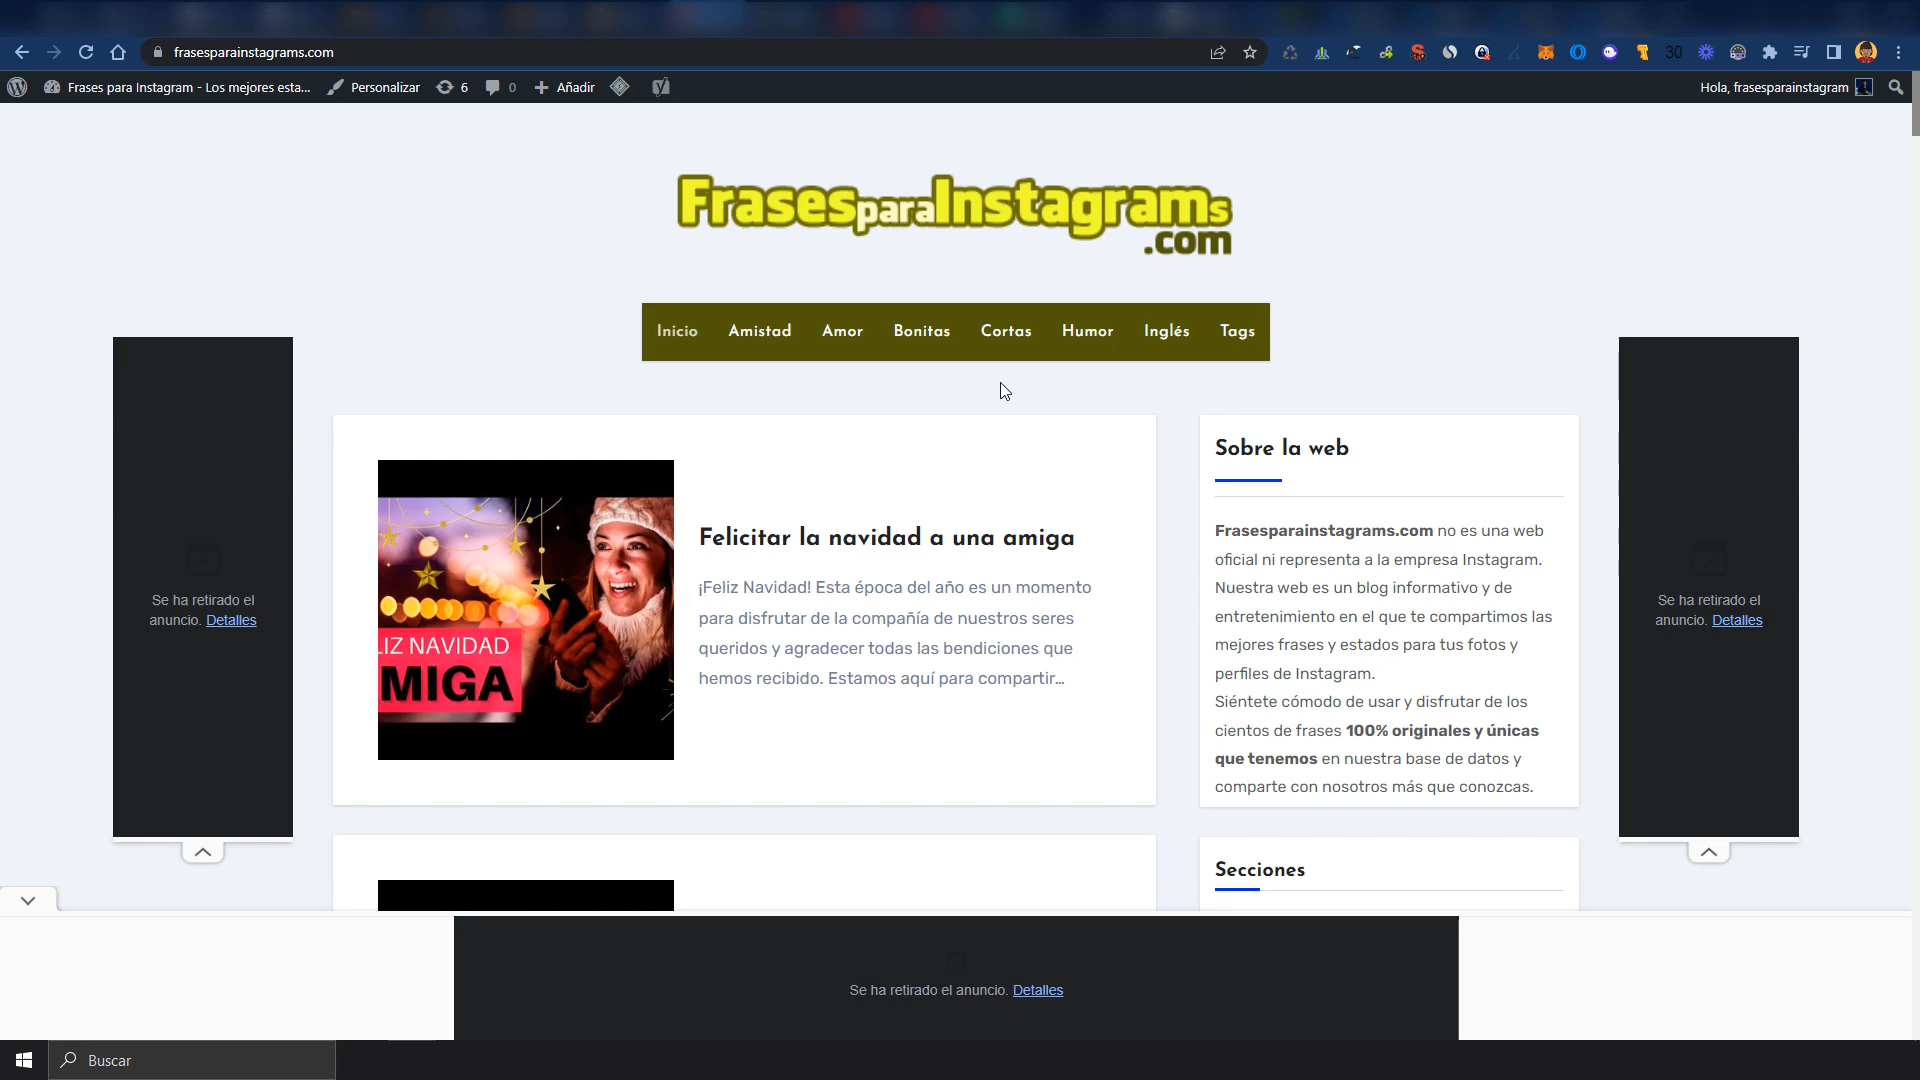 frasesparainstagrams.com
30
Frases para Instagram - Los mejores esta... Personalizar 6 0 Añadir
Hola, frasesparainstagram
FrasesparaInstagrams
.com
Inicio Amistad Amor Bonitas Cortas Humor Inglés Tags
Se ha retirado el
anuncio. Detalles
IZ NAVIDAD
MIGA
Felicitar la navidad a una amiga
¡Feliz Navidad! Esta época del año es un momento
para disfrutar de la compañía de nuestros seres
queridos y agradecer todas las bendiciones que
hemos recibido. Estamos aquí para compartir...
Sobre la web
Frasesparainstagrams.com no es una web
oficial ni representa a la empresa Instagram.
Nuestra web es un blog informativo y de
entretenimiento en el que te compartimos las
mejores frases y estados para tus fotos y
perfiles de Instagram.
Siéntete cómodo de usar y disfrutar de los
cientos de frases 100% originales y únicas
que tenemos en nuestra base de datos y
comparte con nosotros más que conozcas.
Secciones
Se ha retirado el
anuncio. Detalles
Se ha retirado el anuncio. Detalles
Buscar